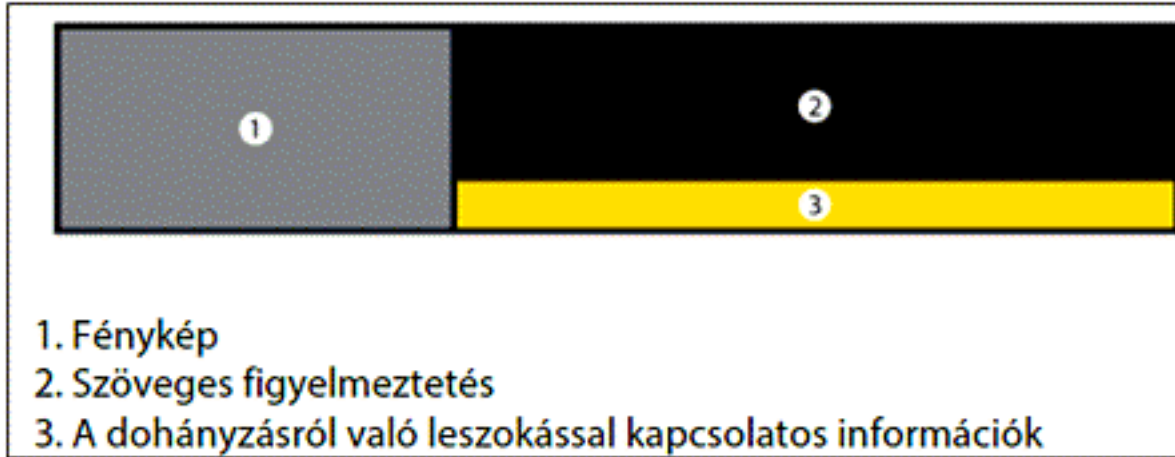 1
2
3
1. Fénykép
2. Szöveges figyelmeztetés
3. A dohányzásról való leszokással kapcsolatos információk